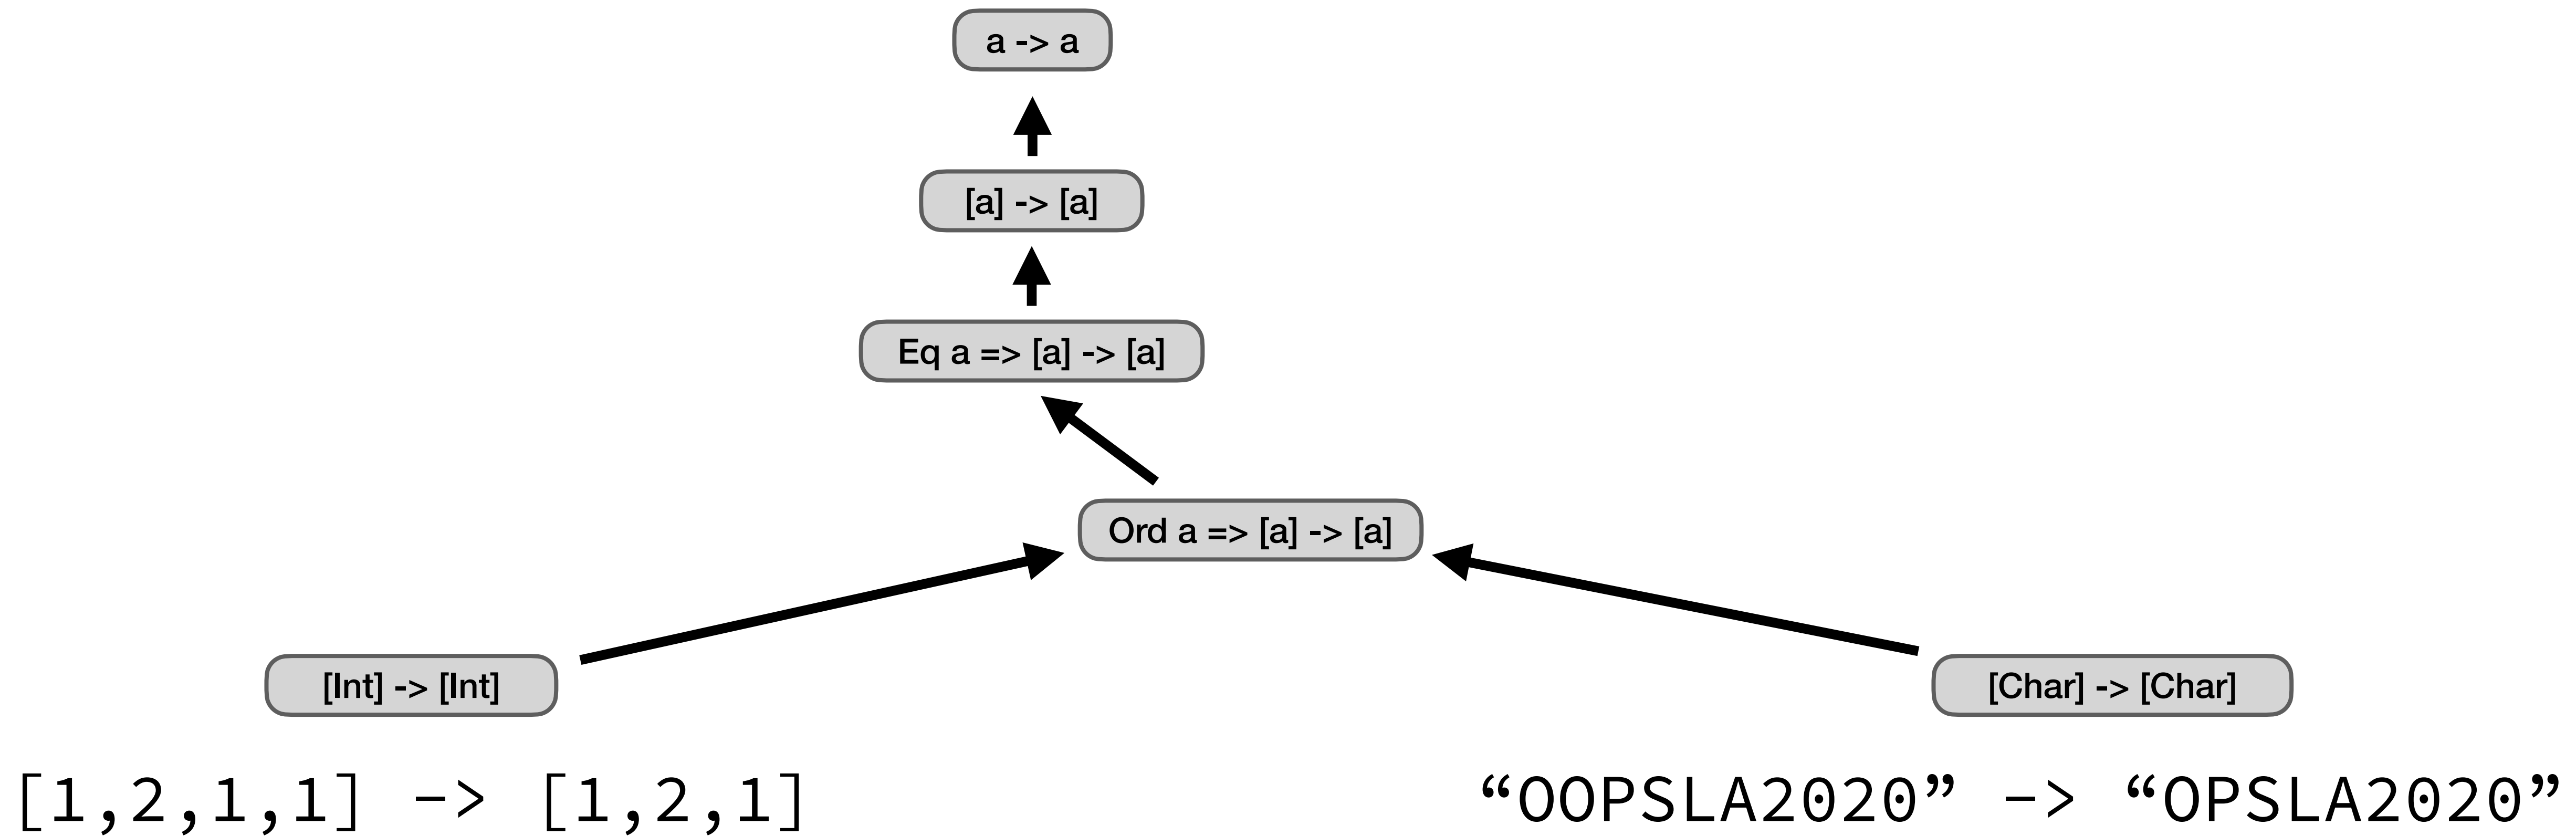 a -> a
[a] -> [a]
Eq a => [a] -> [a]
Ord a => [a] -> [a]
[Int] -> [Int]
[Char] -> [Char]
[1,2,1,1] -> [1,2,1]
“OOPSLA2020” -> “OPSLA2020”